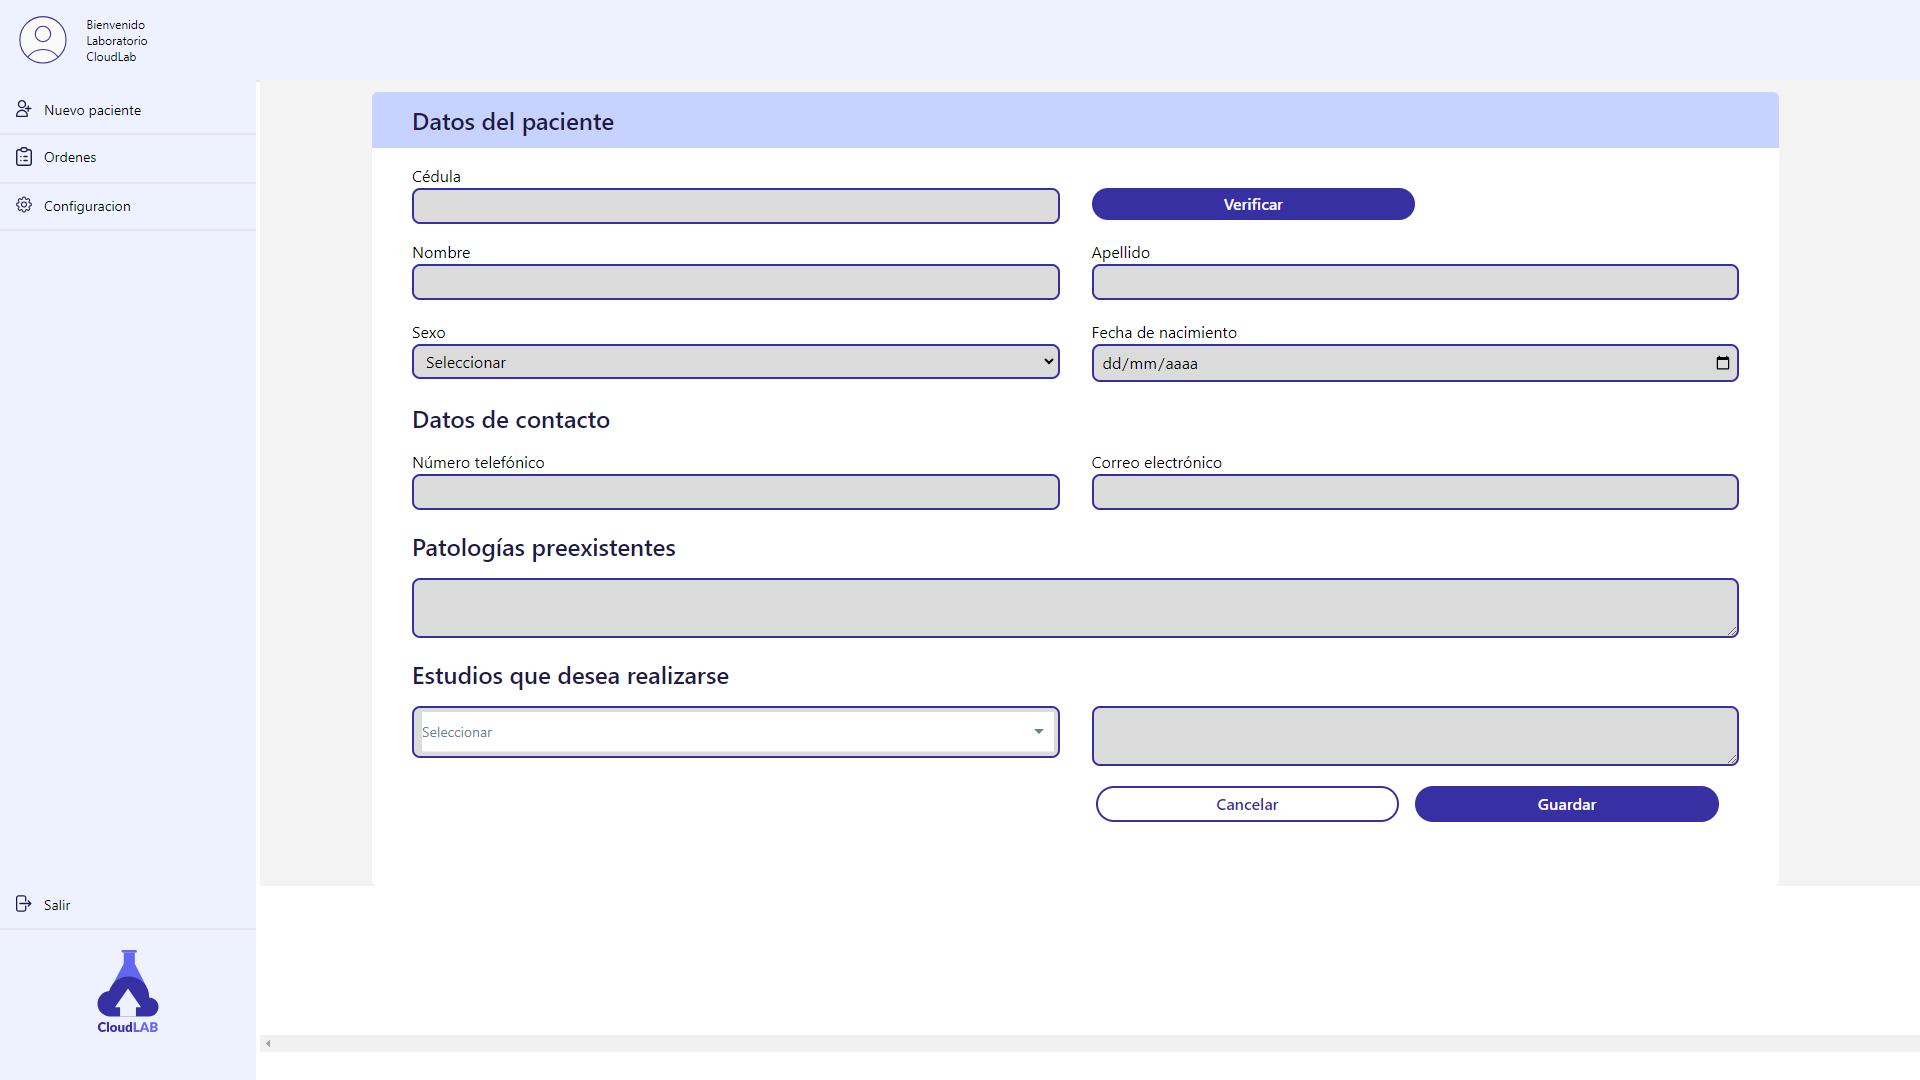 Bienvenido
Laboratorio
CloudLab
Nuevo paciente
Ordenes
Configuracion
Salir
CloudLAB
Datos del paciente
Cédula
Verificar
Nombre
Apellido
Sexo
Fecha de nacimiento
Seleccionar
dd/mm/aaaa
Datos de contacto
Número telefónico
Correo electrónico
Patologías preexistentes
Estudios que desea realizarse
Seleccionar
Cancelar
Guardar